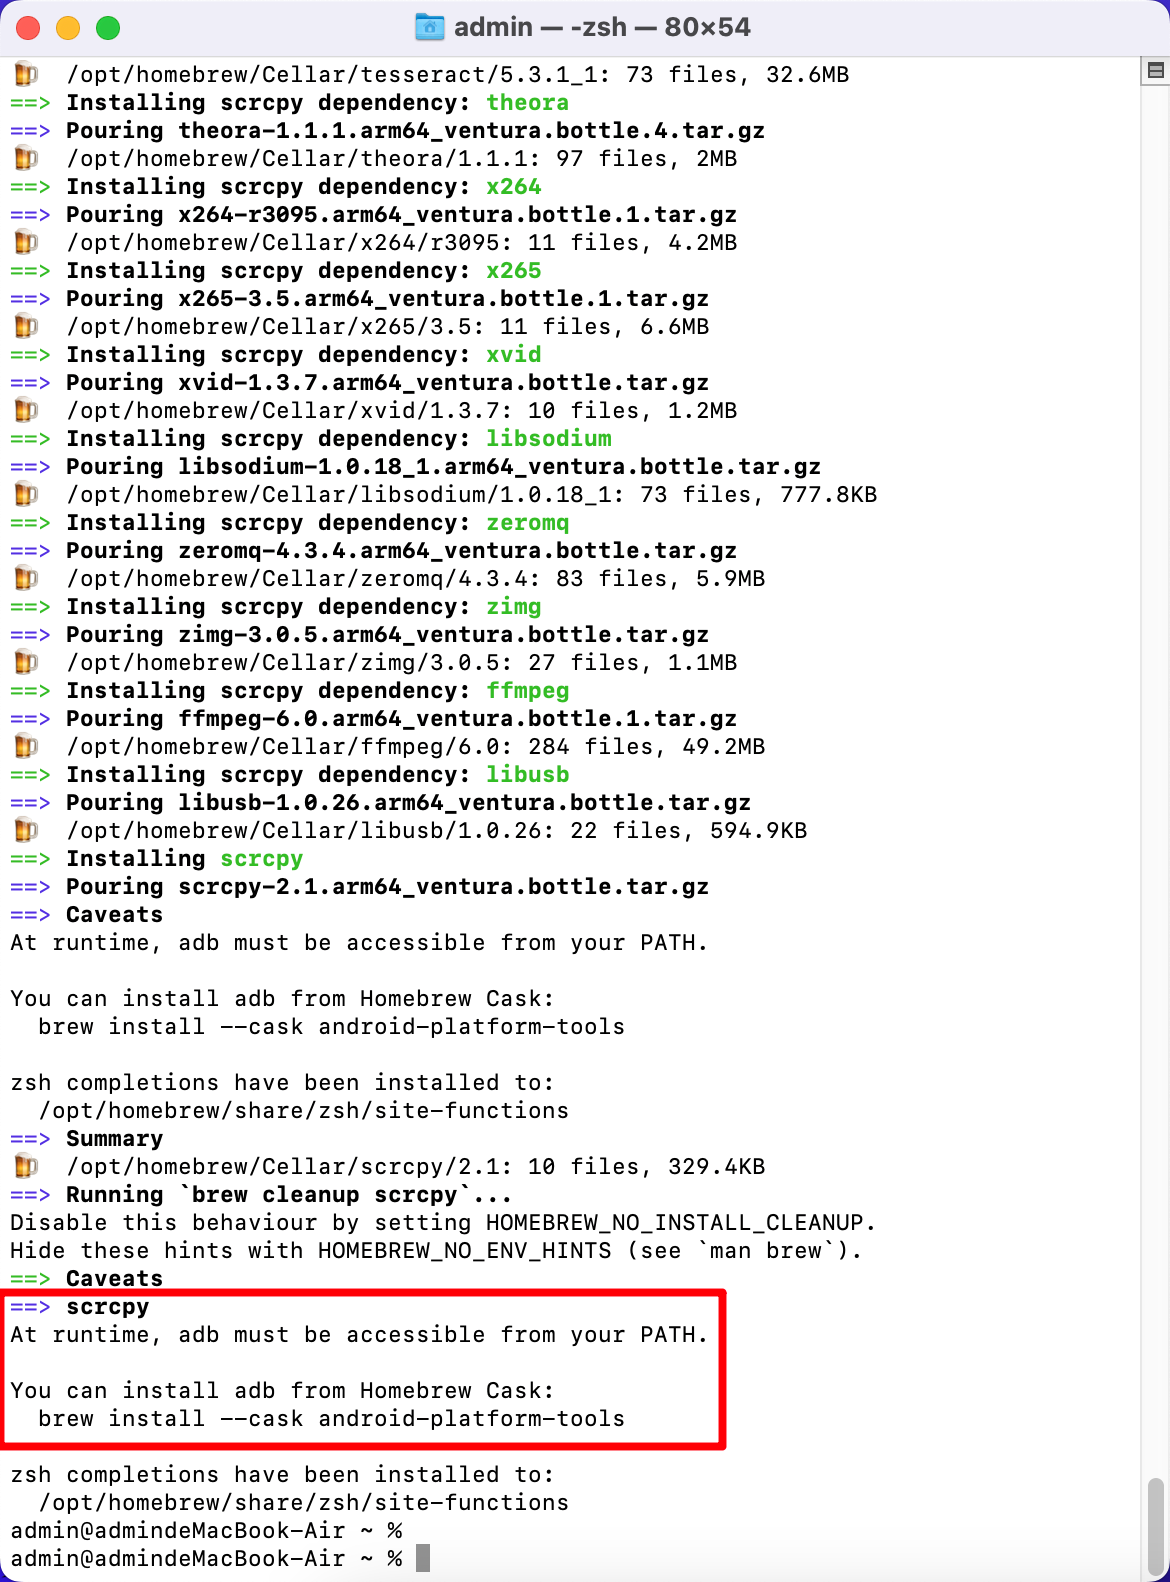 admin — -zsh — 80×54
/opt/homebrew/Cellar/tesseract/5.3.1_1: 73 files, 32.6MB
==> Installing scrcpy dependency: theora
==> Pouring theora-1.1.1.arm64_ventura.bottle.4.tar.gz
/opt/homebrew/Cellar/theora/1.1.1: 97 files, 2MB
==> Installing scrcpy dependency: x264
==> Pouring x264-r3095.arm64_ventura.bottle.1.tar.gz
/opt/homebrew/Cellar/x264/r3095: 11 files, 4.2MB
==> Installing scrcpy dependency: x265
==> Pouring x265-3.5.arm64_ventura.bottle.1.tar.gz
/opt/homebrew/Cellar/x265/3.5: 11 files, 6.6MB
==> Installing scrcpy dependency: xvid
==> Pouring xvid-1.3.7.arm64_ventura.bottle.tar.gz
/opt/homebrew/Cellar/xvid/1.3.7: 10 files, 1.2MB
==> Installing scrcpy dependency: libsodium
==> Pouring libsodium-1.0.18_1.arm64_ventura.bottle.tar.gz
/opt/homebrew/Cellar/libsodium/1.0.18_1: 73 files, 777.8KB
==> Installing scrcpy dependency: zeromq
==> Pouring zeromq-4.3.4.arm64_ventura.bottle.tar.gz
/opt/homebrew/Cellar/zeromq/4.3.4: 83 files, 5.9MB
==> Installing scrcpy dependency: zimg
==> Pouring zimg-3.0.5.arm64_ventura.bottle.tar.gz
/opt/homebrew/Cellar/zimg/3.0.5: 27 files, 1.1MB
==> Installing scrcpy dependency: ffmpeg
==> Pouring ffmpeg-6.0.arm64_ventura.bottle.1.tar.gz
/opt/homebrew/Cellar/ffmpeg/6.0: 284 files, 49.2MB
==> Installing scrcpy dependency: libusb
==> Pouring libusb-1.0.26.arm64_ventura.bottle.tar.gz
/opt/homebrew/Cellar/libusb/1.0.26: 22 files, 594.9KB
==> Installing scrcpy
==> Pouring scrcpy-2.1.arm64_ventura.bottle.tar.gz
==> Caveats
At runtime, adb must be accessible from your PATH.
You can install adb from Homebrew Cask:
brew install --cask android-platform-tools
zsh completions have been installed to:
/opt/homebrew/share/zsh/site-functions
==> Summary
/opt/homebrew/Cellar/scrcpy/2.1: 10 files, 329.4KB
==> Running `brew cleanup scrcpy`...
Disable this behaviour by setting HOMEBREW_NO_INSTALL_CLEANUP.
Hide these hints with HOMEBREW_NO_ENV_HINTS (see `man brew`).
==> Caveats
==> scrcpy
At runtime, adb must be accessible from your PATH.
You can install adb from Homebrew Cask:
brew install --cask android-platform-tools
zsh completions have been installed to:
/opt/homebrew/share/zsh/site-functions
admin@admindeMacBook-Air ~ %
admin@admindeMacBook-Air ~ %